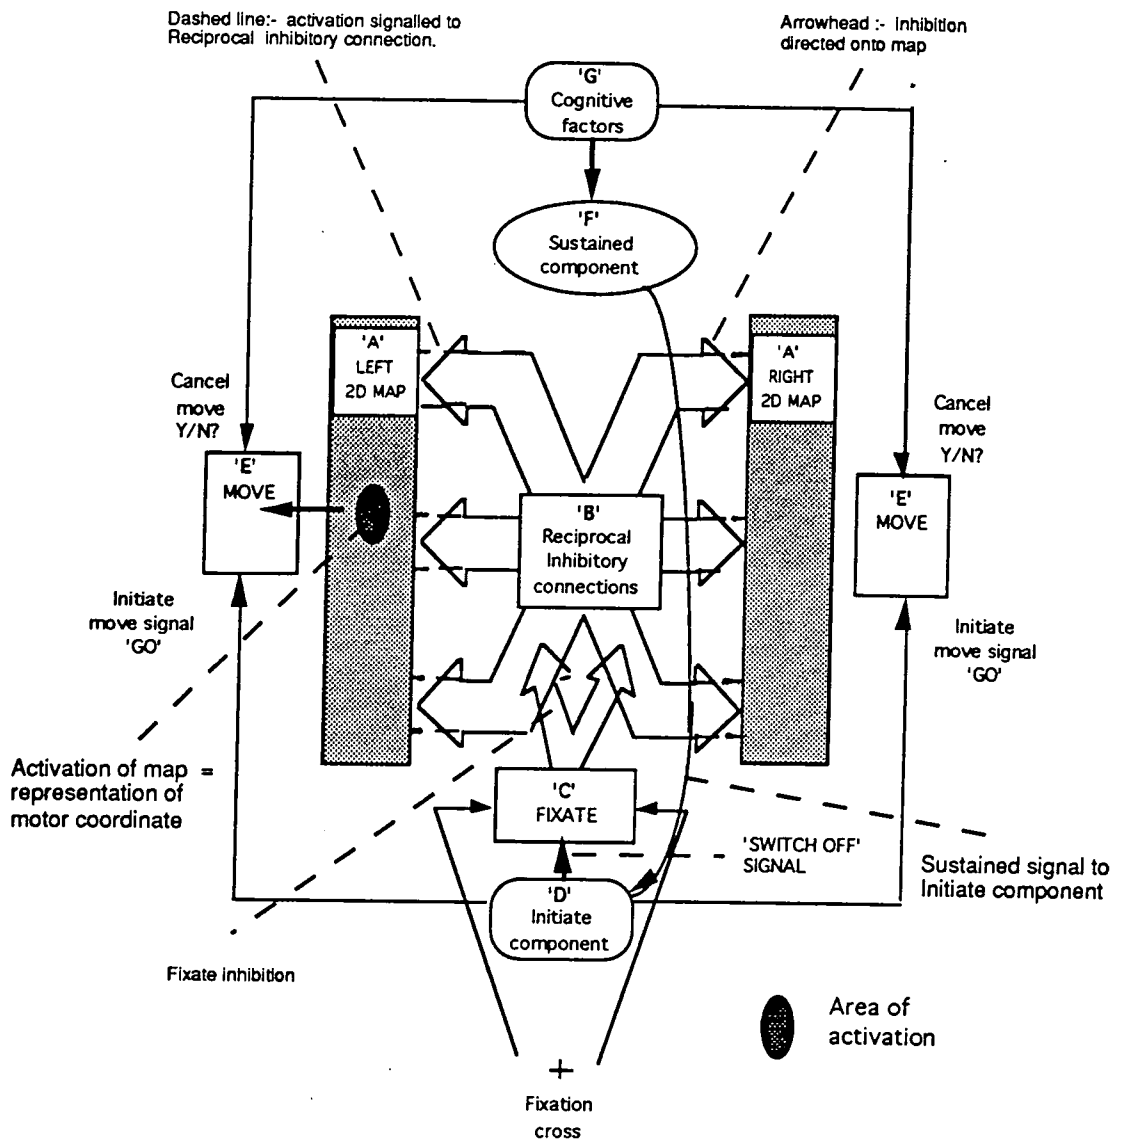 Dashed line:- activation signalled to
Reciprocal inhibitory connection.
Arrowhead :- Inhibition
directed onto map
'G'
Cognitive
factors
'F'
Sustained
component
'A'
LEFT
2D MAP
'A'
RIGHT
2D MAP
Cancel
move
Y/N?
Cancel
move
Y/N?
'E'
MOVE
'B'
Reciprocal
Inhibitory
connections
'E'
MOVE
Initiate
move signal
'GO'
Initiate
move signal
'GO'
Activation of map =
representation of
motor coordinate
'C'
FIXATE
'SWITCH OFF'
SIGNAL
Sustained signal to
Initiate component
'D'
Initiate
component
Fixate inhibition
Area of
activation
Fixation
cross